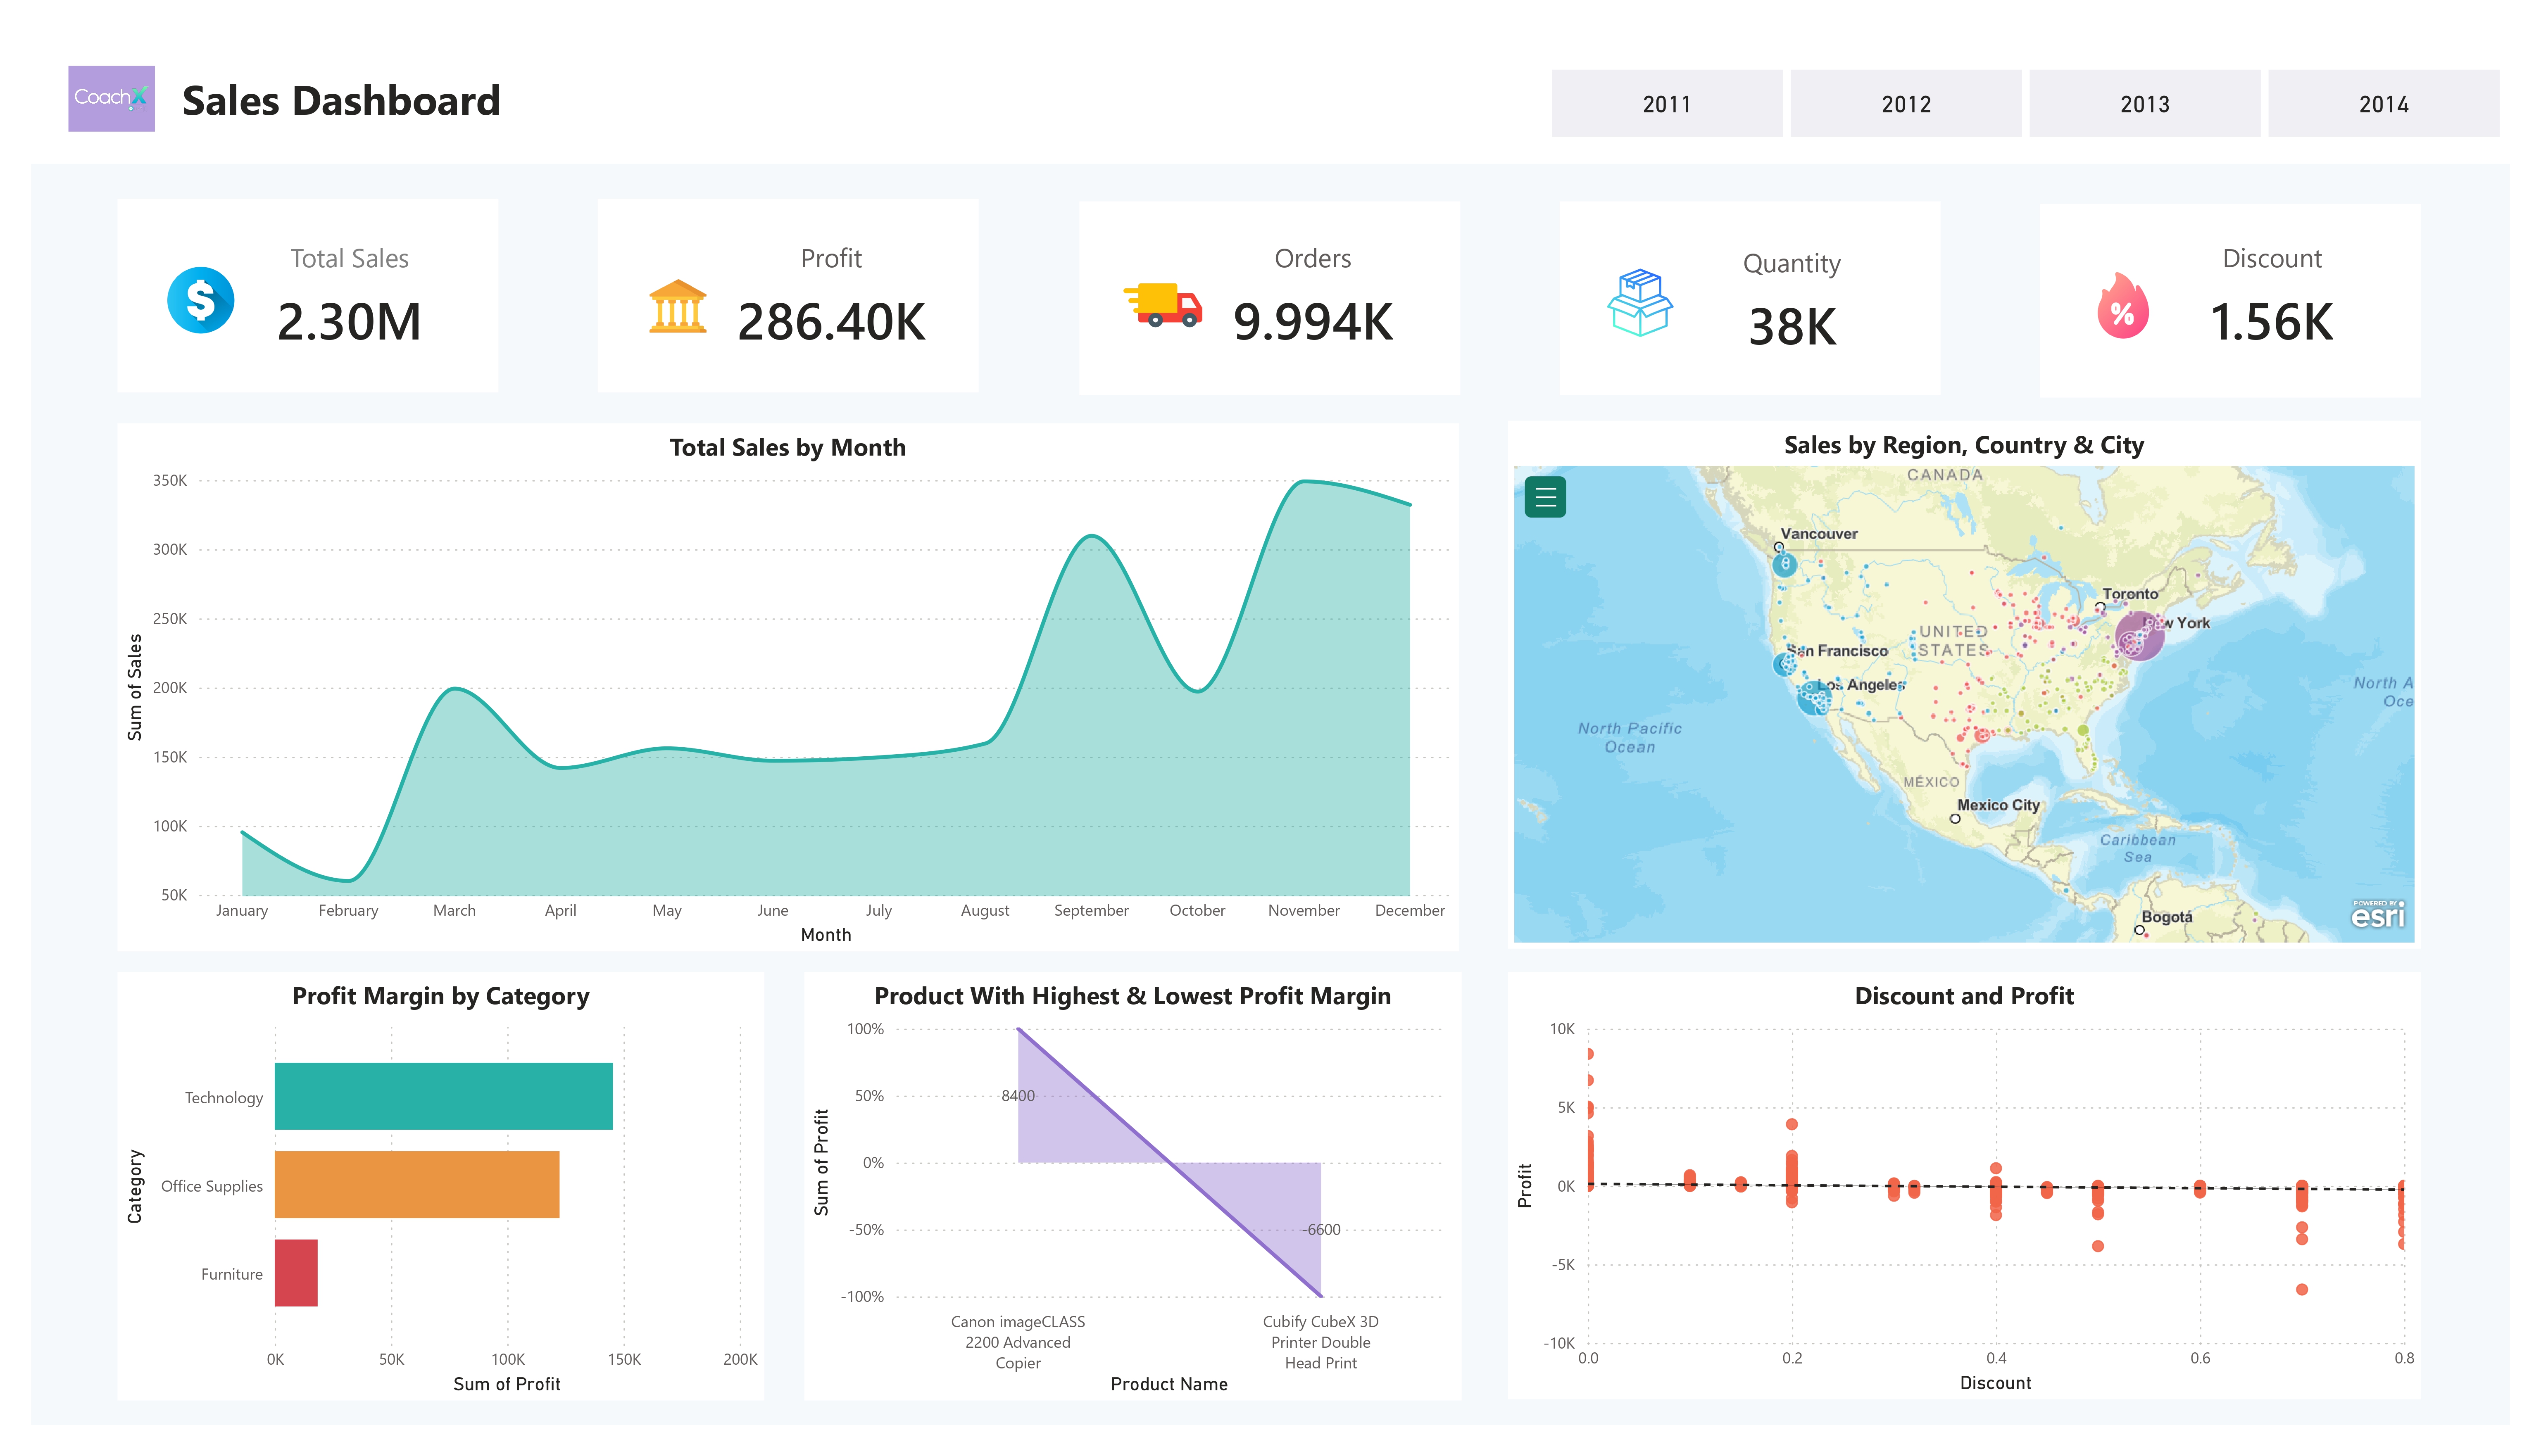 CoachX
Sales Dashboard
2011
2012
2013
2014
Total Sales
2.30M
Profit
286.40K
Orders
9.994K
Quantity
38K
Discount
1.56K
Total Sales by Month
350K
300K
250K
200K
150K
100K
50K
Sum of Sales
January
February
March
April
May
June
July
August
September
October
November
December
Month
Sales by Region, Country & City
CANADA
Vancouver
Toronto
New York
UNITED
STATES
San Francisco
Los Angeles
North Pacific
Ocean
North A
Oce
MÉXICO
Mexico City
Caribbean
Sea
Bogotá
POWERED BY
esri
Profit Margin by Category
Category
Technology
Office Supplies
Furniture
0K
50K
100K
150K
200K
Sum of Profit
Product With Highest & Lowest Profit Margin
Sum of Profit
100%
50%
0%
-50%
-100%
8400
-6600
Canon imageCLASS
2200 Advanced
Copier
Cubify CubeX 3D
Printer Double
Head Print
Product Name
Discount and Profit
Profit
10K
5K
0K
-5K
-10K
0.0
0.2
0.4
0.6
0.8
Discount